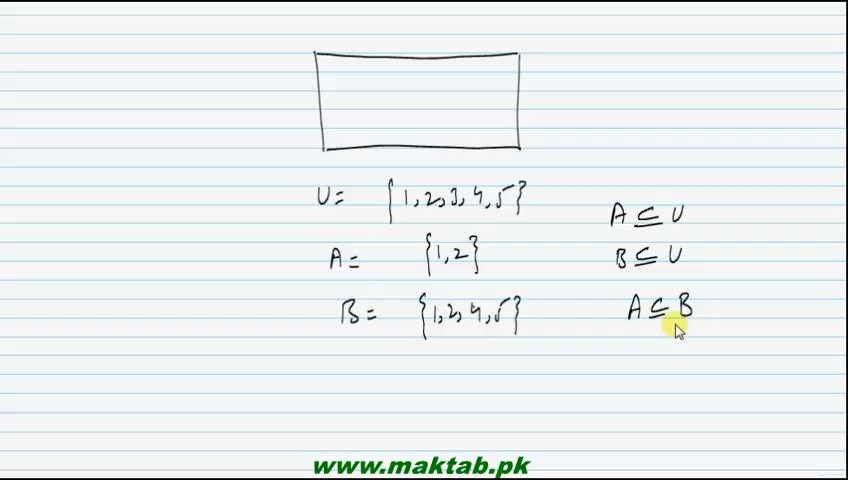 U = {1, 2, 3, 4, 5}
A ⊆ U
A = {1, 2}
B ⊆ U
B = {1, 2, 4, 5}
A ⊆ B
www.maktab.pk